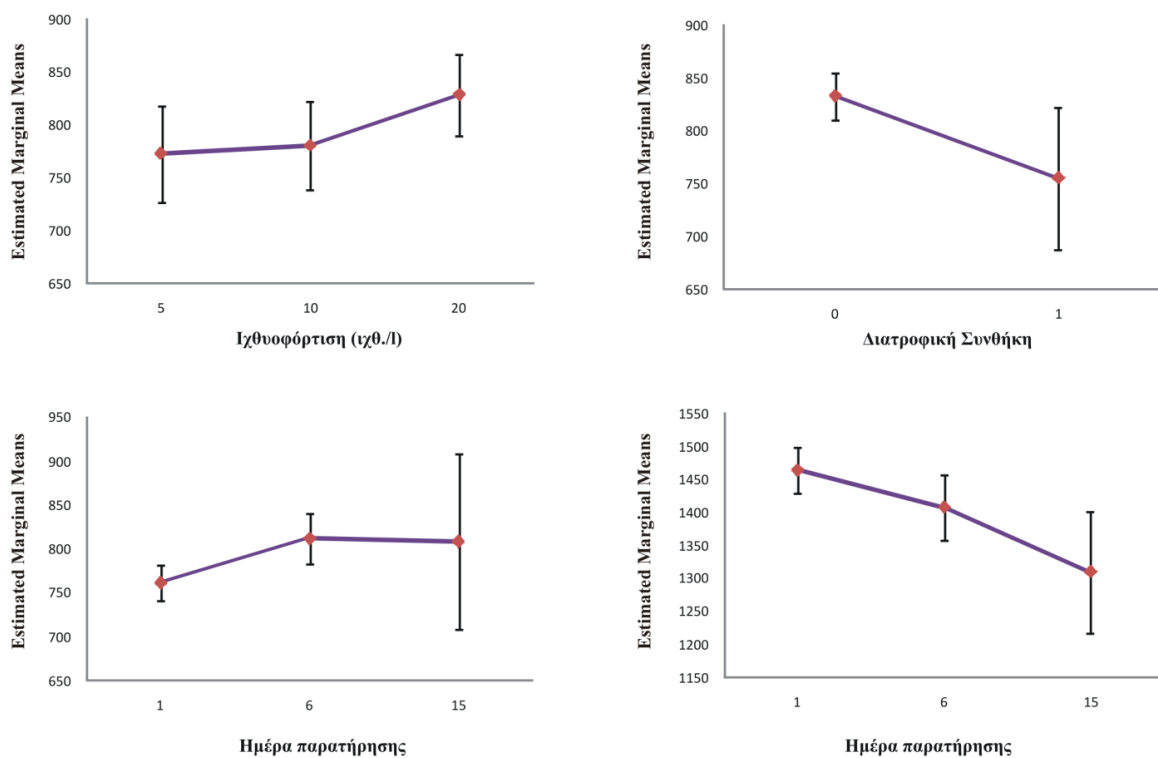 Estimated Marginal Means
900
850
800
750
700
650
5 10 20
Ιχθυοφόρτιση (ιχθ./l)
Estimated Marginal Means
900
850
800
750
700
650
0 1
Διατροφική Συνθήκη
Estimated Marginal Means
950
900
850
800
750
700
650
1 6 15
Ημέρα παρατήρησης
Estimated Marginal Means
1550
1500
1450
1400
1350
1300
1250
1200
1150
1 6 15
Ημέρα παρατήρησης